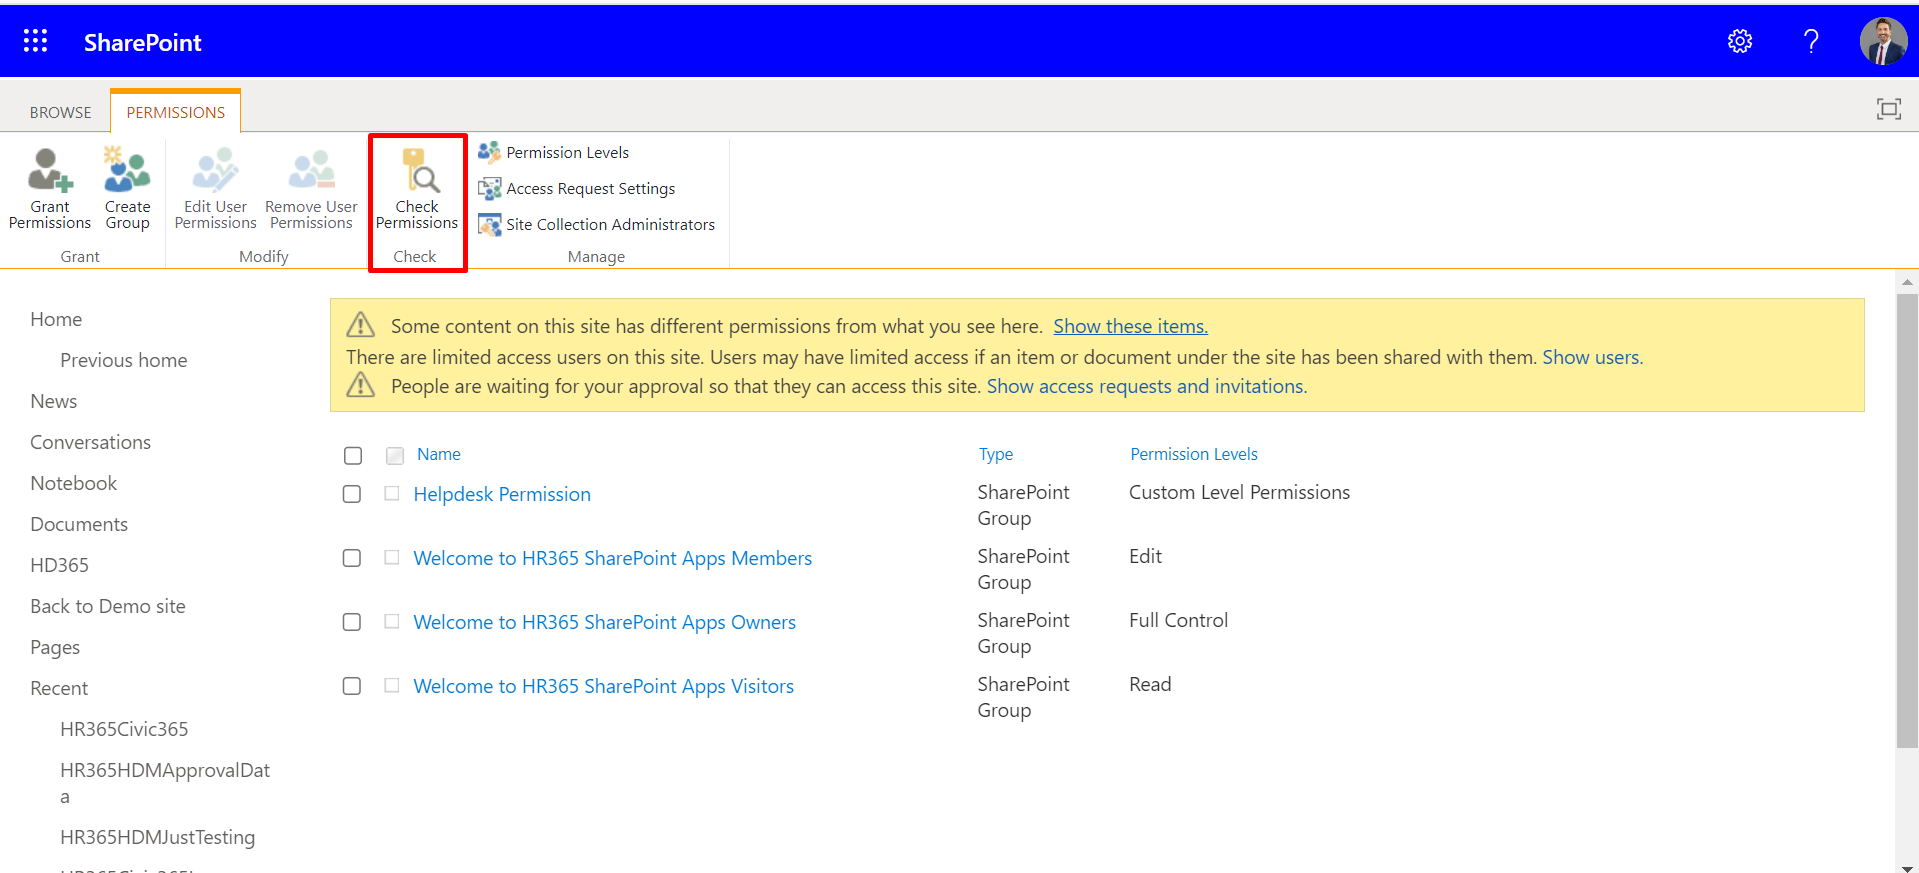 SharePoint
BROWSE
PERMISSIONS
Grant Permissions
Create Group
Grant
Edit User Permissions
Remove User Permissions
Modify
Check Permissions
Check
Permission Levels
Access Request Settings
Site Collection Administrators
Manage
Home
Previous home
News
Conversations
Notebook
Documents
HD365
Back to Demo site
Pages
Recent
HR365Civic365
HR365HDMApprovalDat
a
HR365HDMJustTesting
Some content on this site has different permissions from what you see here. Show these items.
There are limited access users on this site. Users may have limited access if an item or document under the site has been shared with them. Show users.
People are waiting for your approval so that they can access this site. Show access requests and invitations.
Name Type Permission Levels
Helpdesk Permission SharePoint Group Custom Level Permissions
Welcome to HR365 SharePoint Apps Members SharePoint Group Edit
Welcome to HR365 SharePoint Apps Owners SharePoint Group Full Control
Welcome to HR365 SharePoint Apps Visitors SharePoint Group Read